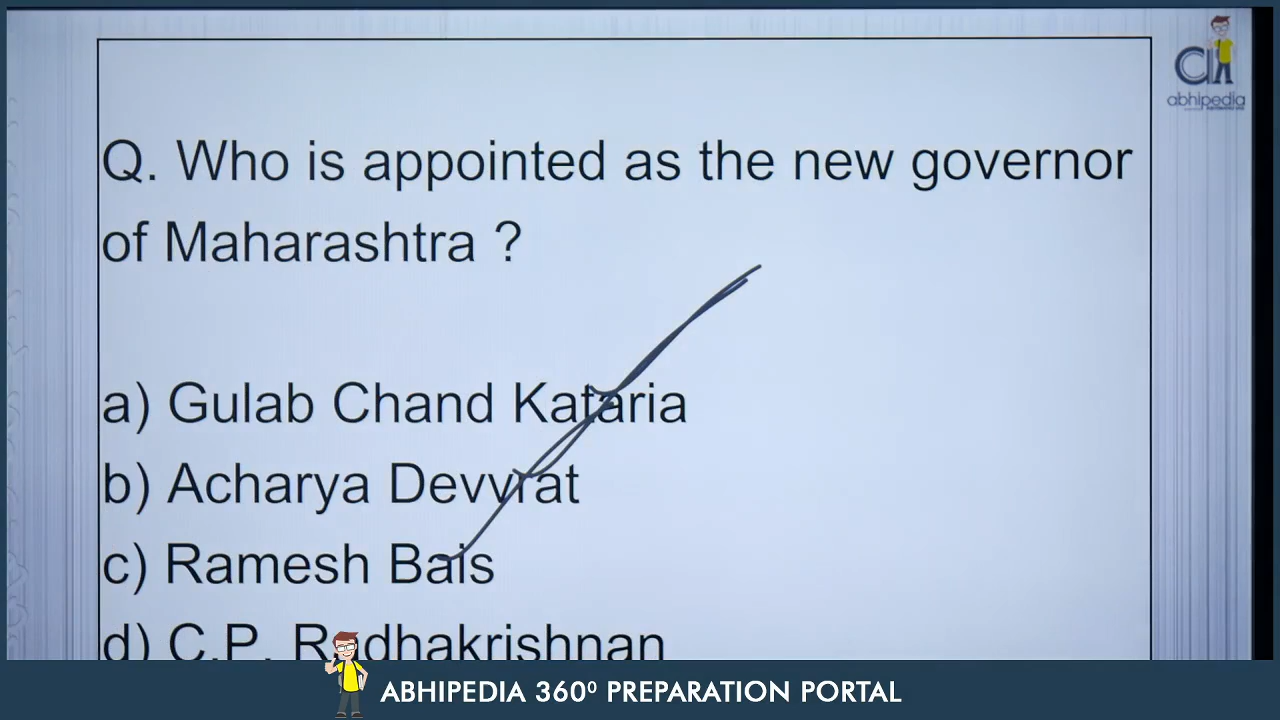 abhipedia
Q. Who is appointed as the new governor
of Maharashtra ?
a) Gulab Chand Kataria
b) Acharya Devvrat
c) Ramesh Bais
d) C.P. Radhakrishnan
ABHIPEDIA 360⁰ PREPARATION PORTAL